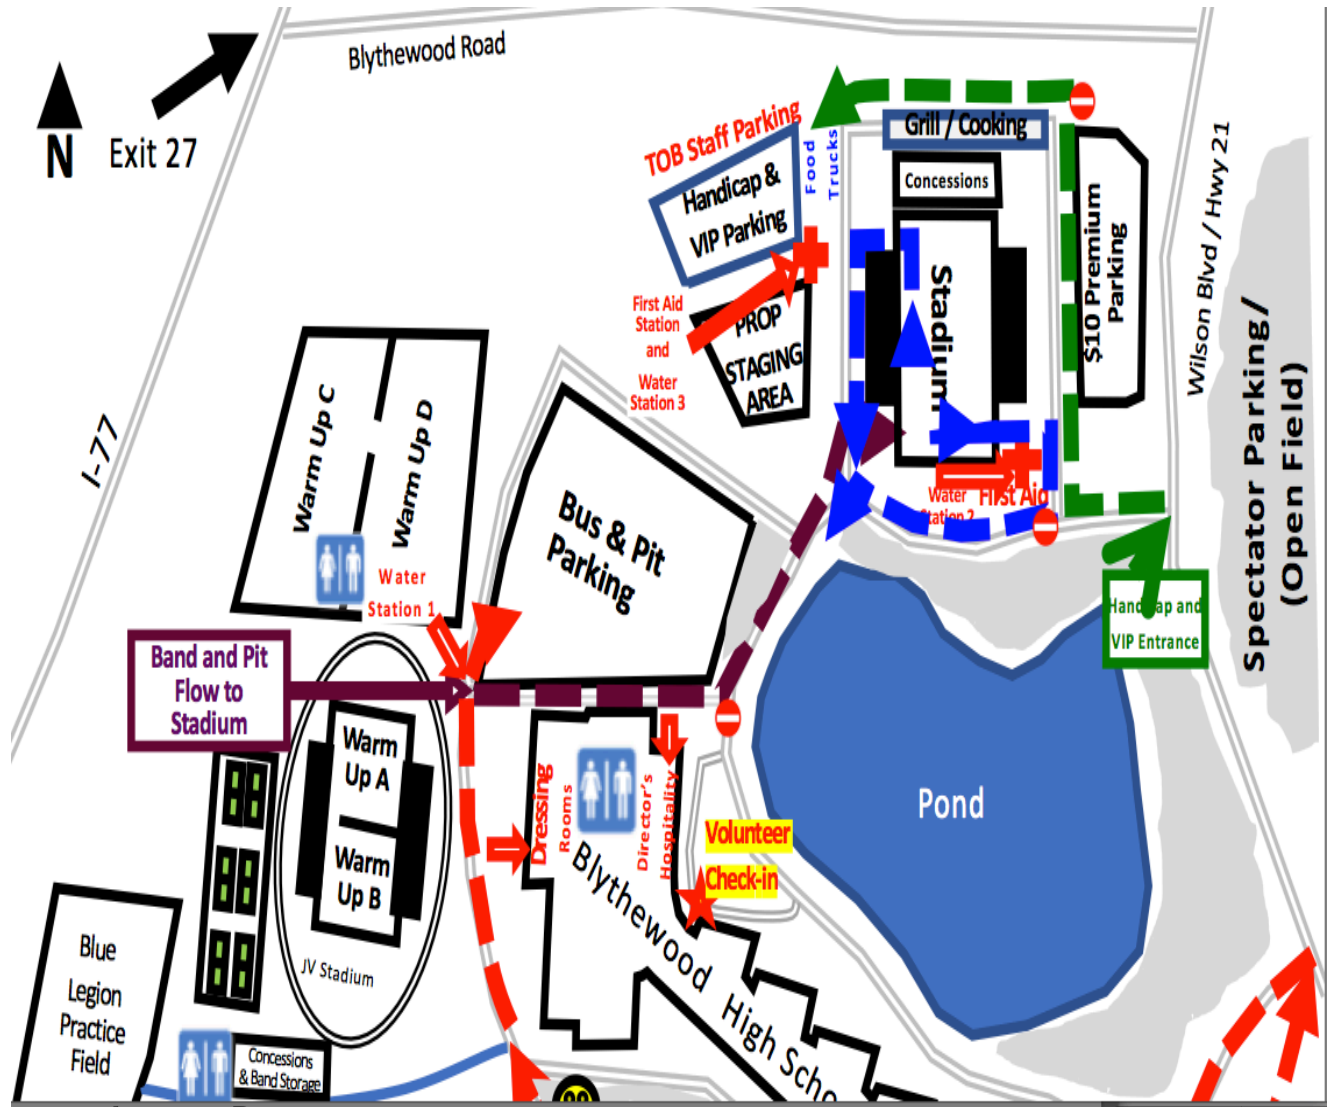 Blythewood Road
N
Exit 27
I-77
TOB Staff Parking
Handicap &
VIP Parking
Food
Trucks
Grill / Cooking
Concessions
Stadium
$10 Premium
Parking
Wilson Blvd / Hwy 21
Spectator Parking/
(Open Field)
First Aid
Station
and
Water
Station 3
PROP
STAGING
AREA
Warm Up C
Warm Up D
Bus & Pit
Parking
Water
Station 1
Water
Station 2
First Aid
Handicap and
VIP Entrance
Band and Pit
Flow to
Stadium
Warm
Up A
Warm
Up B
JV Stadium
Dressing
Rooms
Director's
Hospitality
Volunteer
Check-in
Pond
Blythewood High Schoo
Blue
Legion
Practice
Field
Concessions
& Band Storage